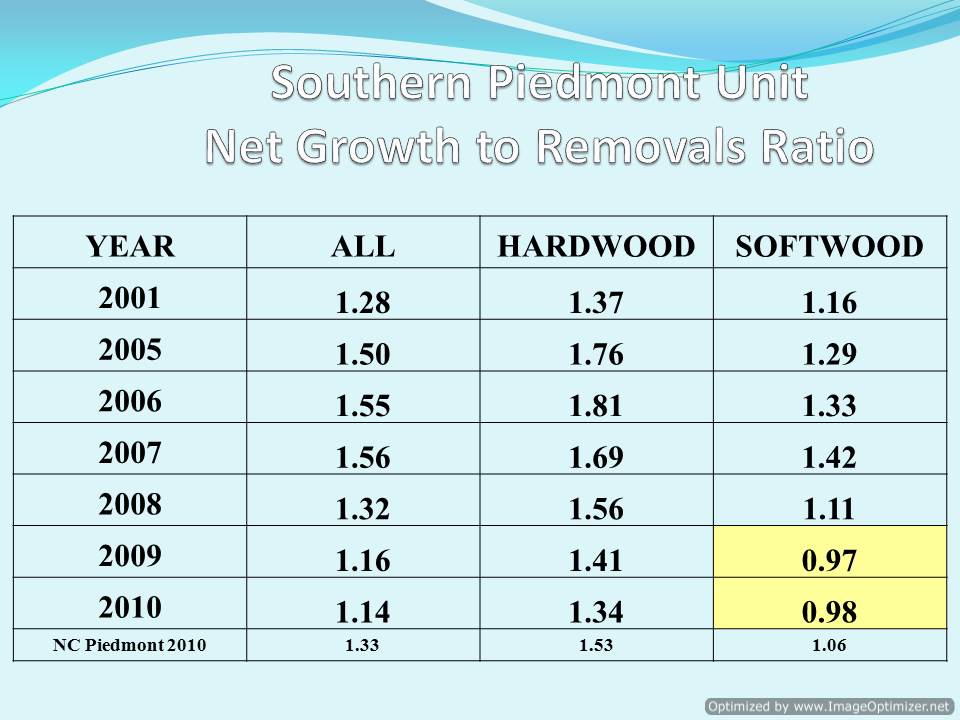 Southern Piedmont Unit
Net Growth to Removals Ratio
YEAR ALL HARDWOOD SOFTWOOD
2001 1.28 1.37 1.16
2005 1.50 1.76 1.29
2006 1.55 1.81 1.33
2007 1.56 1.69 1.42
2008 1.32 1.56 1.11
2009 1.16 1.41 0.97
2010 1.14 1.34 0.98
NC Piedmont 2010 1.33 1.53 1.06
Optimized by www.ImageOptimizer.net